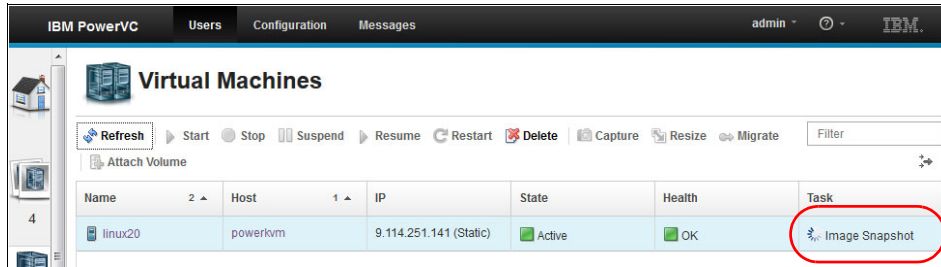 IBM PowerVC Users Configuration Messages admin ? IBM.
Virtual Machines
Refresh Start Stop Suspend Resume Restart Delete Capture Resize Migrate Filter
Attach Volume
Name 2 Host 1 IP State Health Task
linux20 powerkvm 9.114.251.141 (Static) Active OK Image Snapshot
4